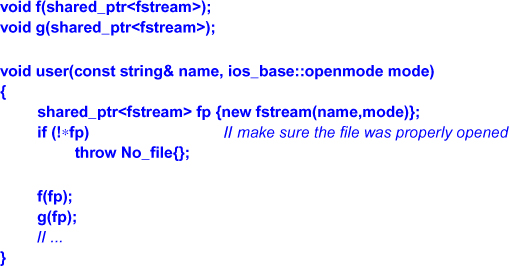 void f(shared_ptr<fstream>);
void g(shared_ptr<fstream>);
void user(const string& name, ios_base::openmode mode)
{
shared_ptr<fstream> fp {new fstream(name,mode)};
if (!*fp) // make sure the file was properly opened
throw No_file{};
f(fp);
g(fp);
// ...
}